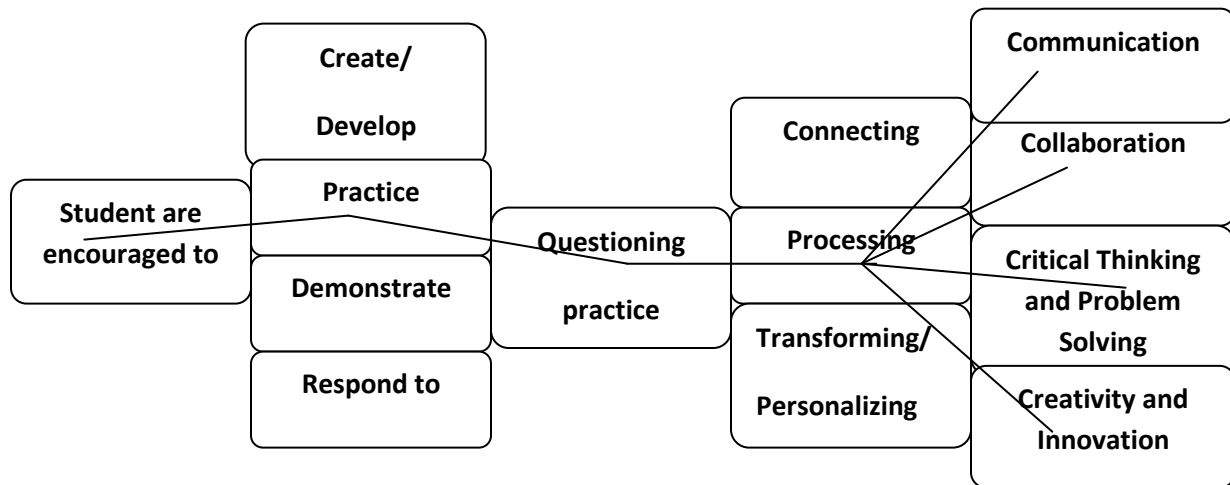 Student are
encouraged to
Create/
Develop
Practice
Demonstrate
Respond to
Questioning
practice
Connecting
Processing
Transforming/
Personalizing
Communication
Collaboration
Critical Thinking
and Problem
Solving
Creativity and
Innovation